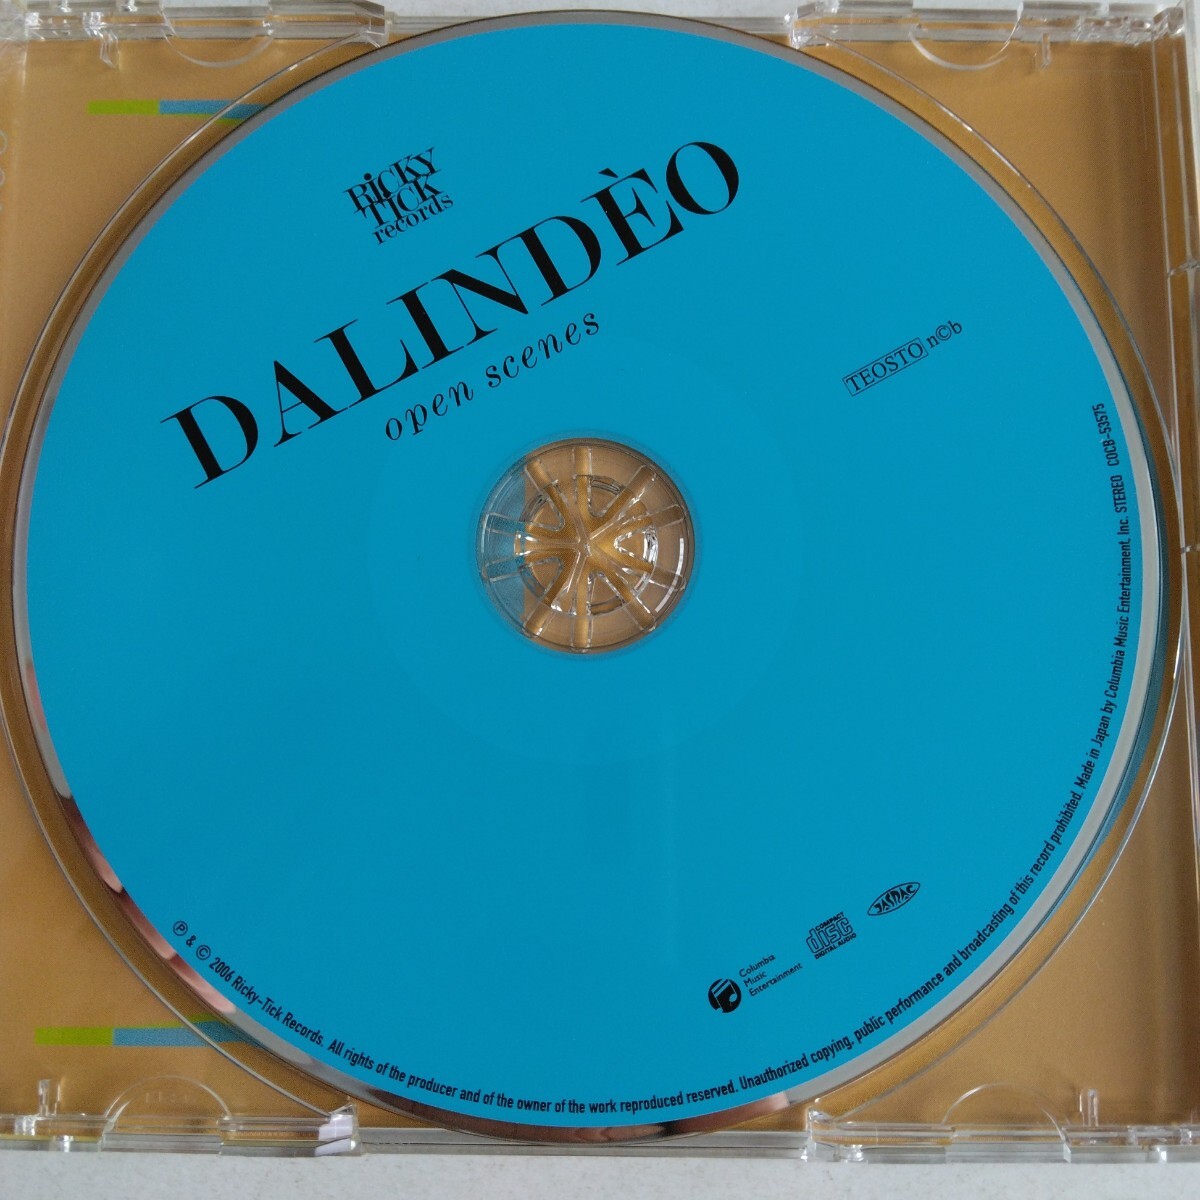 RiCKY
TICK
records
DALINDÈO
open scenes
TEOSTO n©b
Columbia
Music
Entertainment
COMPACT
disc
DIGITAL AUDIO
JASRAC
℗ & © 2006 Ricky-Tick Records. All rights of the producer and of the owner of the work reproduced reserved. Unauthorized copying, public performance and broadcasting of this record prohibited. Made in Japan by Columbia Music Entertainment, Inc. STEREO COCB-53575